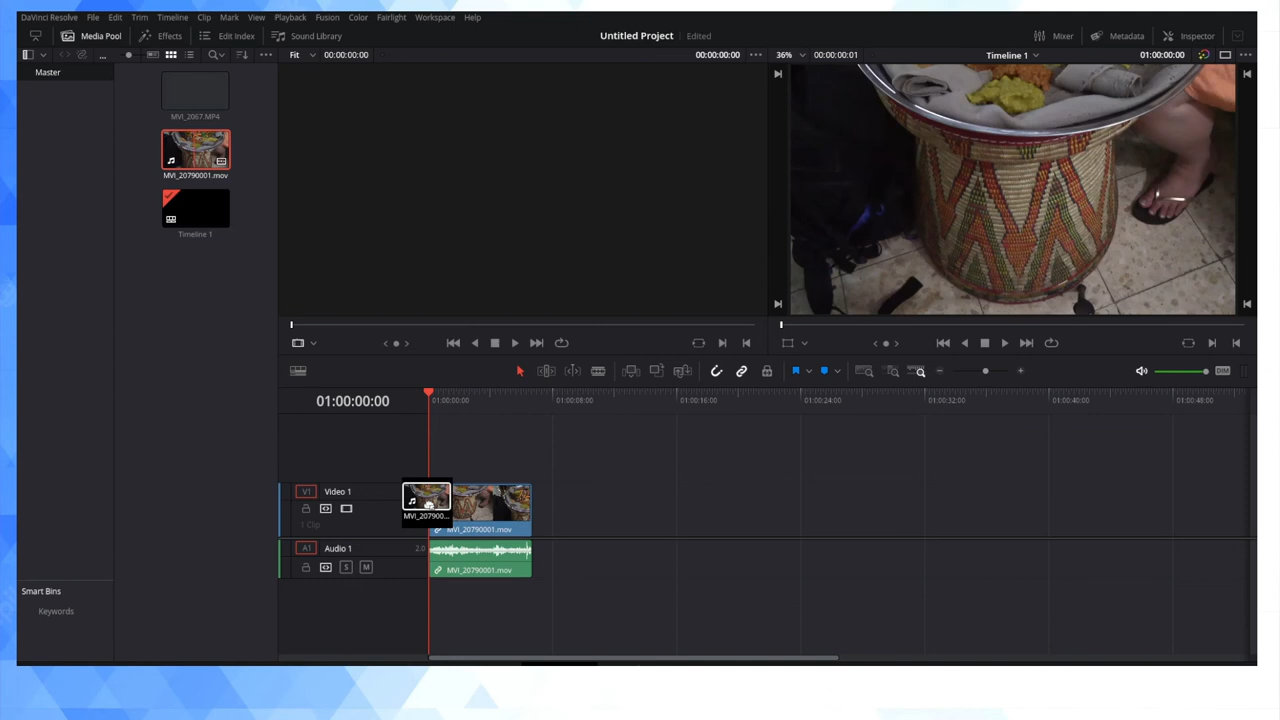 DaVinci Resolve File Edit Trim Timeline Clip Mark View Playback Fusion Color Fairlight Workspace Help
Media Pool Effects Edit Index Sound Library Untitled Project Edited Mixer Metadata Inspector
... Fit 00:00:00:00 00:00:00:00 36% 00:00:00:01 Timeline 1 01:00:00:00
Master
MVI_2067.MP4
MVI_20790001.mov
Timeline 1
DIM
01:00:00:00
01:00:00:00 01:00:08:00 01:00:16:00 01:00:24:00 01:00:32:00 01:00:40:00 01:00:48:00
V1 Video 1
MVI_207900...
1 Clip
MVI_20790001.mov
A1 Audio 1 2.0
S M
MVI_20790001.mov
Smart Bins
Keywords